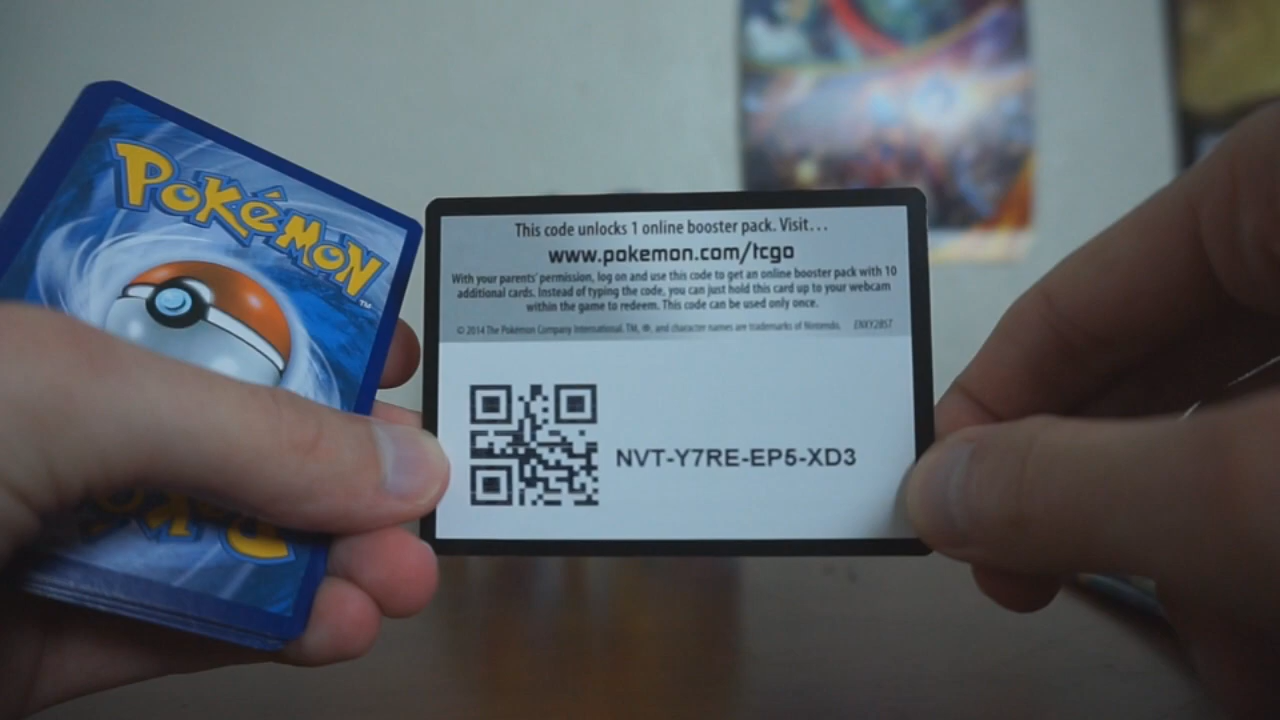 POKéMON
TM
This code unlocks 1 online booster pack. Visit...
www.pokemon.com/tcgo
With your parents' permission, log on and use this code to get an online booster pack with 10
additional cards. Instead of typing the code, you can just hold this card up to your webcam
within the game to redeem. This code can be used only once.
© 2014 The Pokémon Company International. TM, ®, and character names are trademarks of Nintendo.
NVT-Y7RE-EP5-XD3